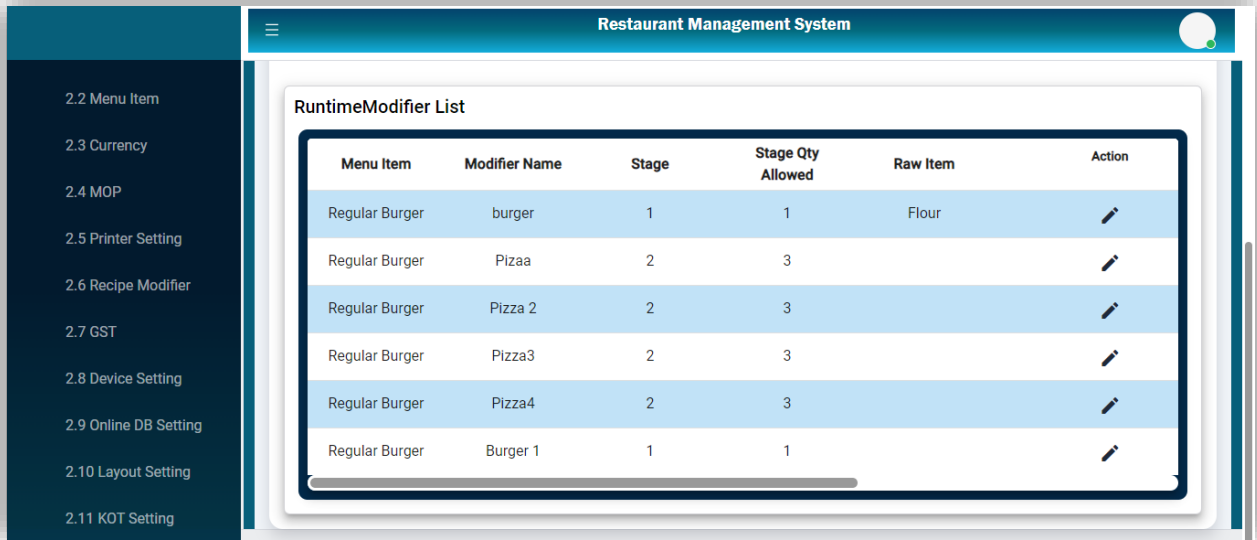 Restaurant Management System
2.2 Menu Item
2.3 Currency
2.4 MOP
2.5 Printer Setting
2.6 Recipe Modifier
2.7 GST
2.8 Device Setting
2.9 Online DB Setting
2.10 Layout Setting
2.11 KOT Setting
RuntimeModifier List
Menu Item Modifier Name Stage Stage Qty Allowed Raw Item Action
Regular Burger burger 1 1 Flour
Regular Burger Pizaa 2 3
Regular Burger Pizza 2 2 3
Regular Burger Pizza3 2 3
Regular Burger Pizza4 2 3
Regular Burger Burger 1 1 1